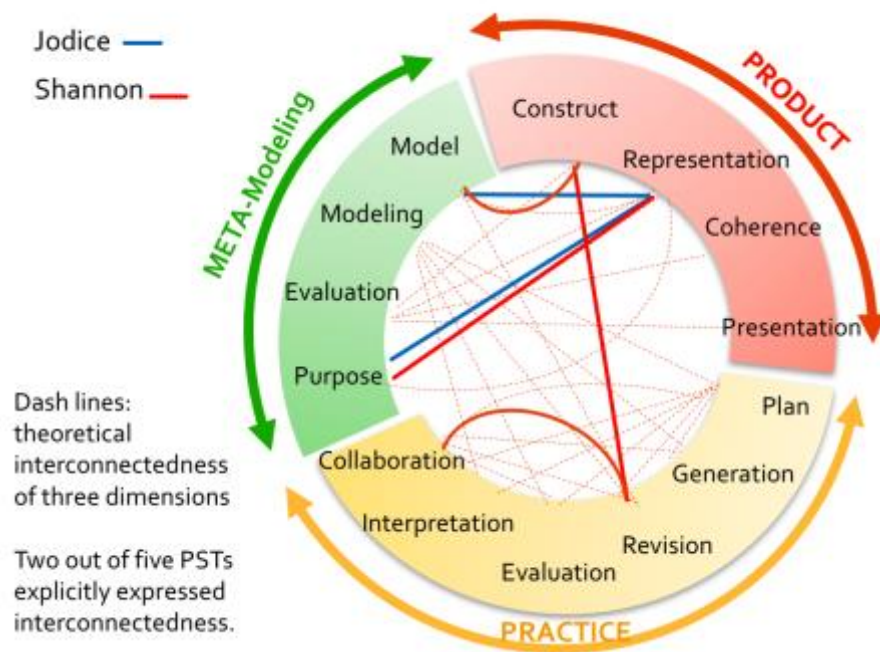 Jodice
Shannon
META-Modeling
Model
Modeling
Evaluation
Purpose
PRODUCT
Construct
Representation
Coherence
Presentation
Plan
Generation
Revision
Evaluation
Interpretation
Collaboration
PRACTICE
Dash lines:
theoretical
interconnectedness
of three dimensions
Two out of five PSTs
explicitly expressed
interconnectedness.